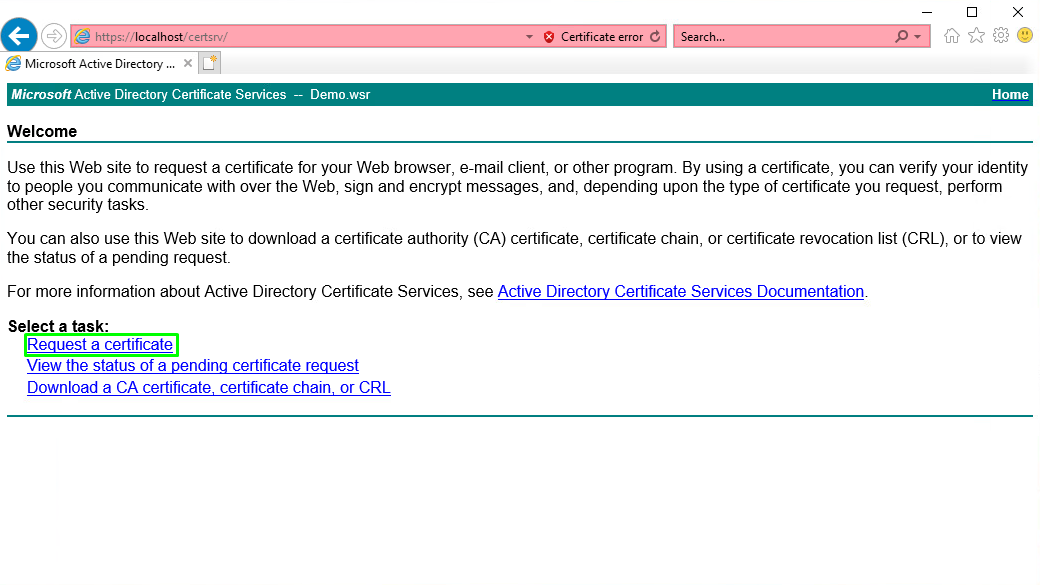 https://localhost/certsrv/
Certificate error
Search...
Microsoft Active Directory ...
Microsoft Active Directory Certificate Services -- Demo.wsr
Home
Welcome
Use this Web site to request a certificate for your Web browser, e-mail client, or other program. By using a certificate, you can verify your identity
to people you communicate with over the Web, sign and encrypt messages, and, depending upon the type of certificate you request, perform
other security tasks.
You can also use this Web site to download a certificate authority (CA) certificate, certificate chain, or certificate revocation list (CRL), or to view
the status of a pending request.
For more information about Active Directory Certificate Services, see Active Directory Certificate Services Documentation.
Select a task:
Request a certificate
View the status of a pending certificate request
Download a CA certificate, certificate chain, or CRL